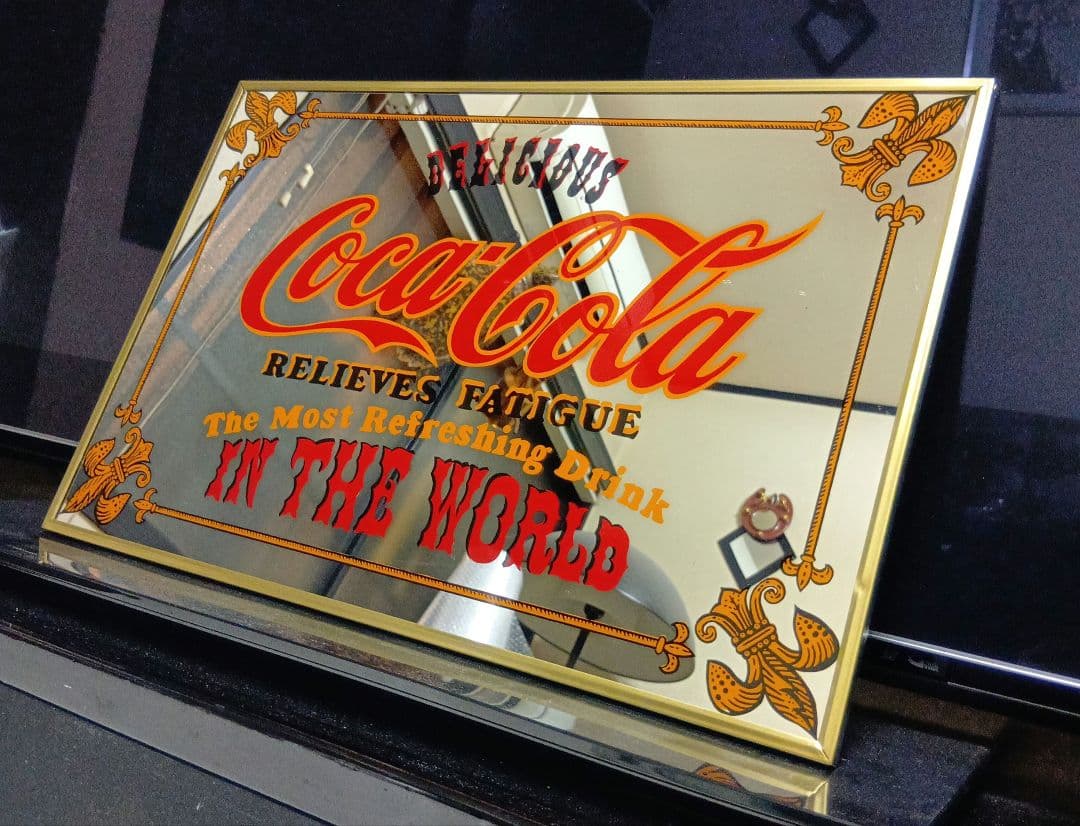 DELICIOUS
Coca-Cola
RELIEVES FATIGUE
The Most Refreshing Drink
IN THE WORLD